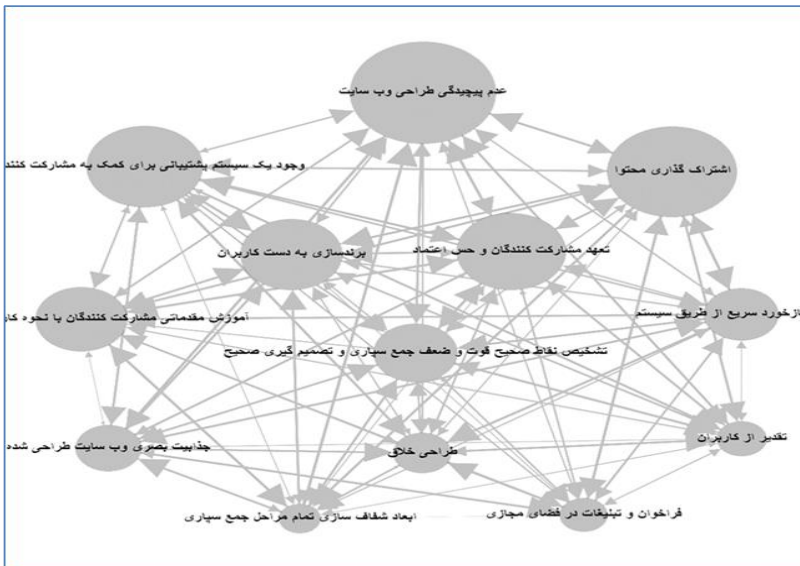 عدم پیچیدگی طراحی وب سایت
وجود یک سیستم پشتیبانی برای کمک به مشارکت کنند
اشتراک گذاری محتوا
برندسازی به دست کاربران
تعهد مشارکت کنندگان و حس اعتماد
آموزش مقدماتی مشارکت کنندگان با نحوه کار
ازخورد سریع از طریق سیستم
تشخیص نقاط صحیح قوت و ضعف جمع سپاری و تصمیم گیری صحیح
جذابیت بصری وب سایت طراحی شده
طراحی خلاق
تقدیر از کاربران
ابعاد شفاف سازی تمام مراحل جمع سپاری
فراخوان و تبلیغات در فضای مجازی